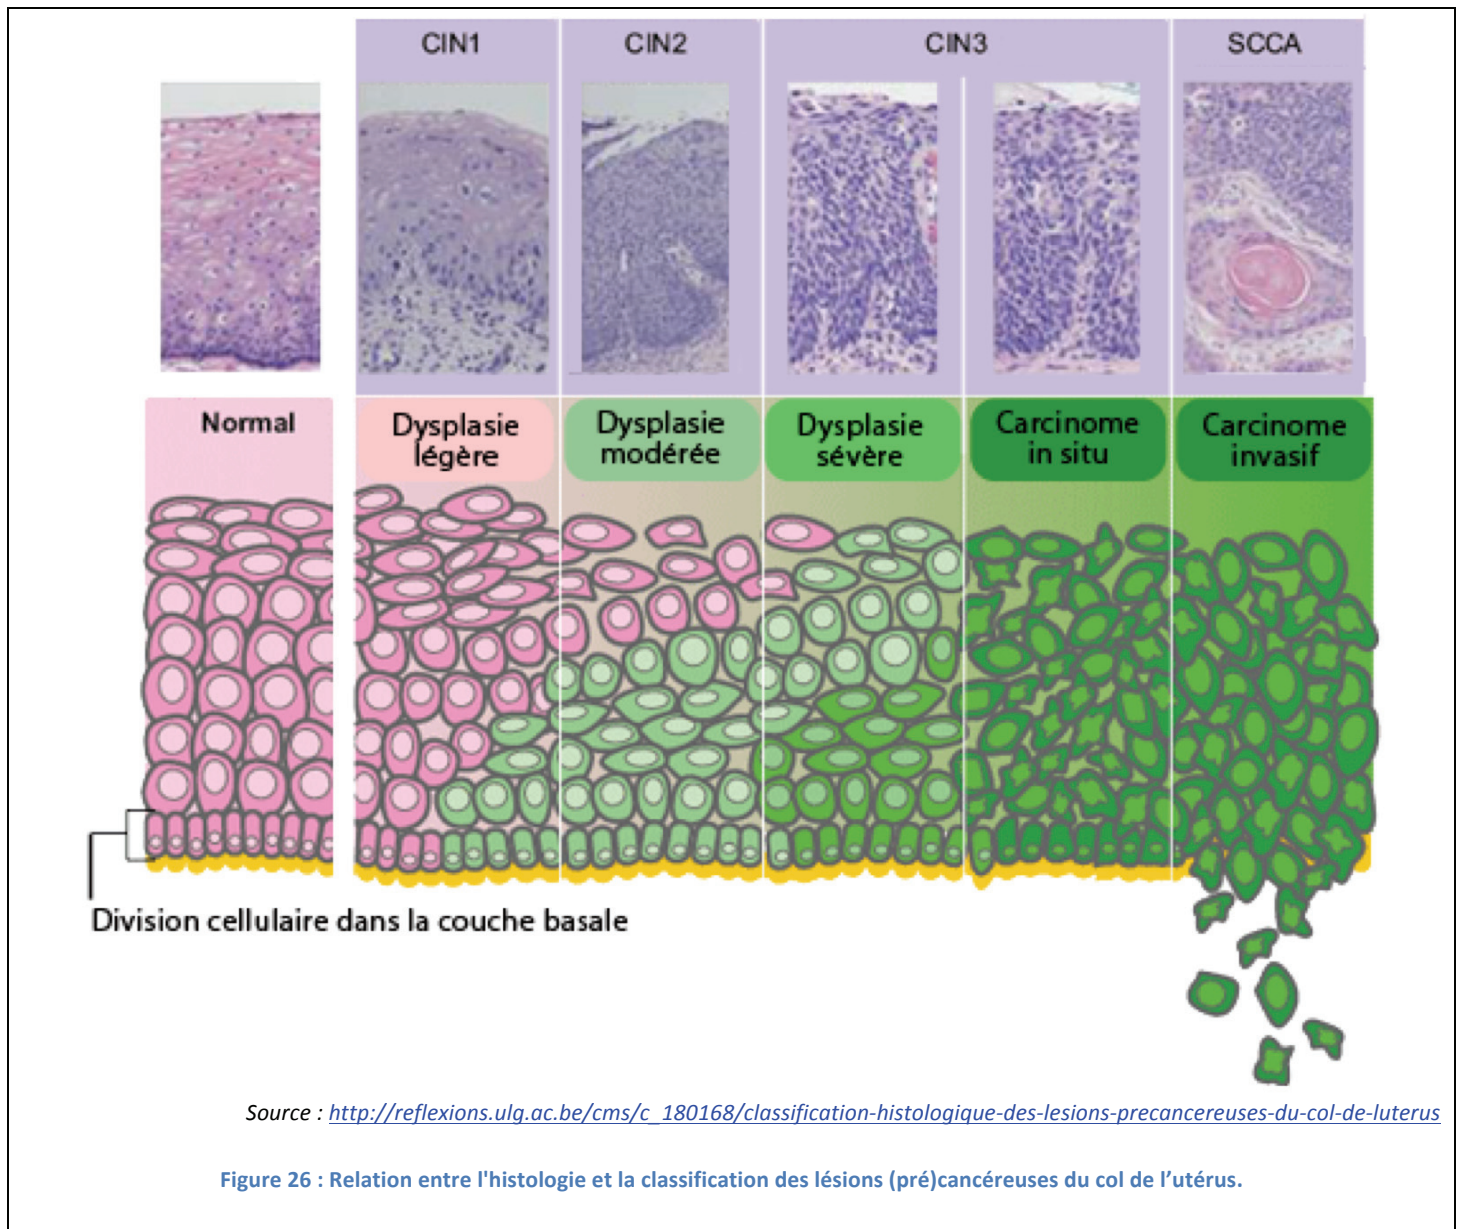 CIN1 CIN2 CIN3 SCCA
Normal
Dysplasie
légère
Dysplasie
modérée
Dysplasie
sévère
Carcinome
in situ
Carcinome
invasif
Division cellulaire dans la couche basale
Source : http://reflexions.ulg.ac.be/cms/c_180168/classification-histologique-des-lesions-precancereuses-du-col-de-luterus
Figure 26 : Relation entre l'histologie et la classification des lésions (pré)cancéreuses du col de l’utérus.